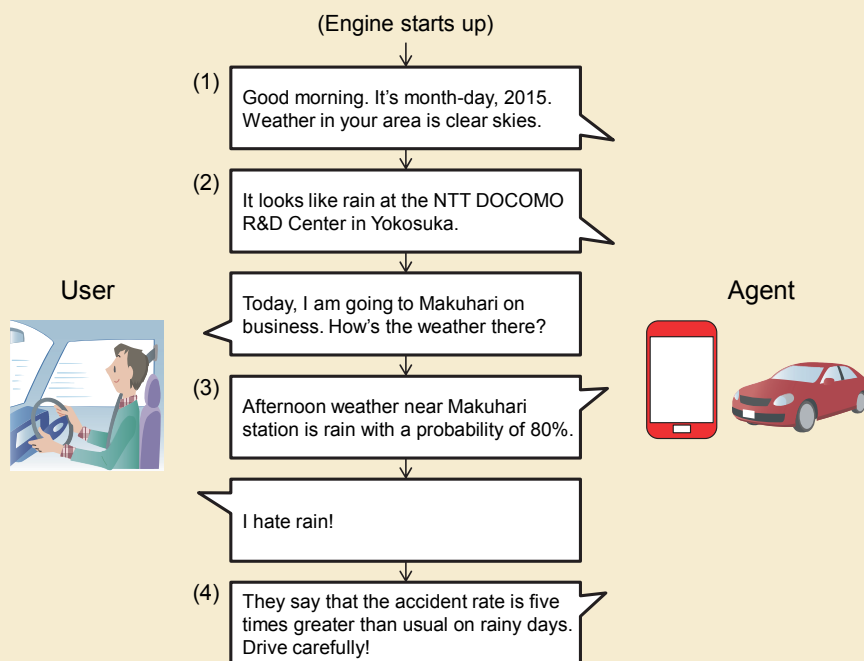 (Engine starts up)
(1)
Good morning. It's month-day, 2015.
Weather in your area is clear skies.
(2)
It looks like rain at the NTT DOCOMO
R&D Center in Yokosuka.
User
Agent
Today, I am going to Makuhari on
business. How's the weather there?
(3)
Afternoon weather near Makuhari
station is rain with a probability of 80%.
I hate rain!
(4)
They say that the accident rate is five
times greater than usual on rainy days.
Drive carefully!